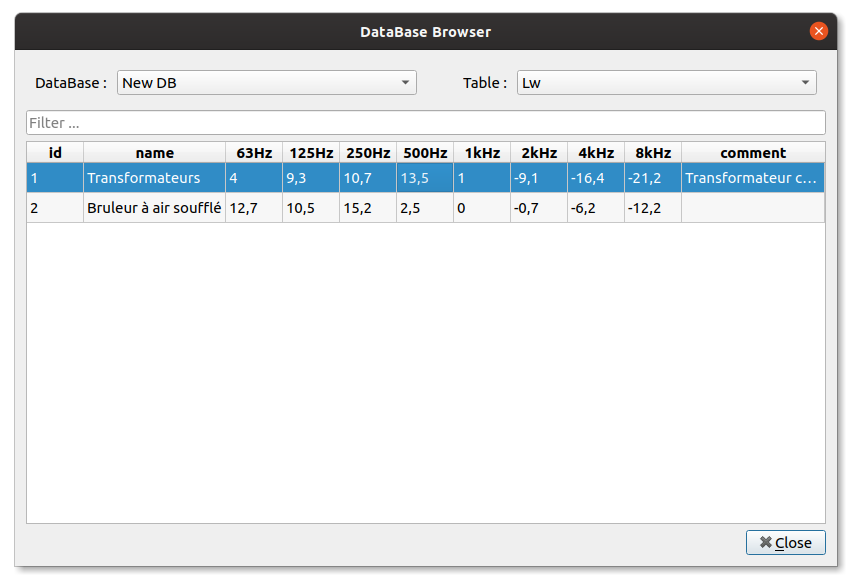 DataBase Browser
DataBase : New DB Table : Lw
Filter ...
id name 63Hz 125Hz 250Hz 500Hz 1kHz 2kHz 4kHz 8kHz comment
1 Transformateurs 4 9,3 10,7 13,5 1 -9,1 -16,4 -21,2 Transformateur c...
2 Bruleur à air soufflé 12,7 10,5 15,2 2,5 0 -0,7 -6,2 -12,2
Close